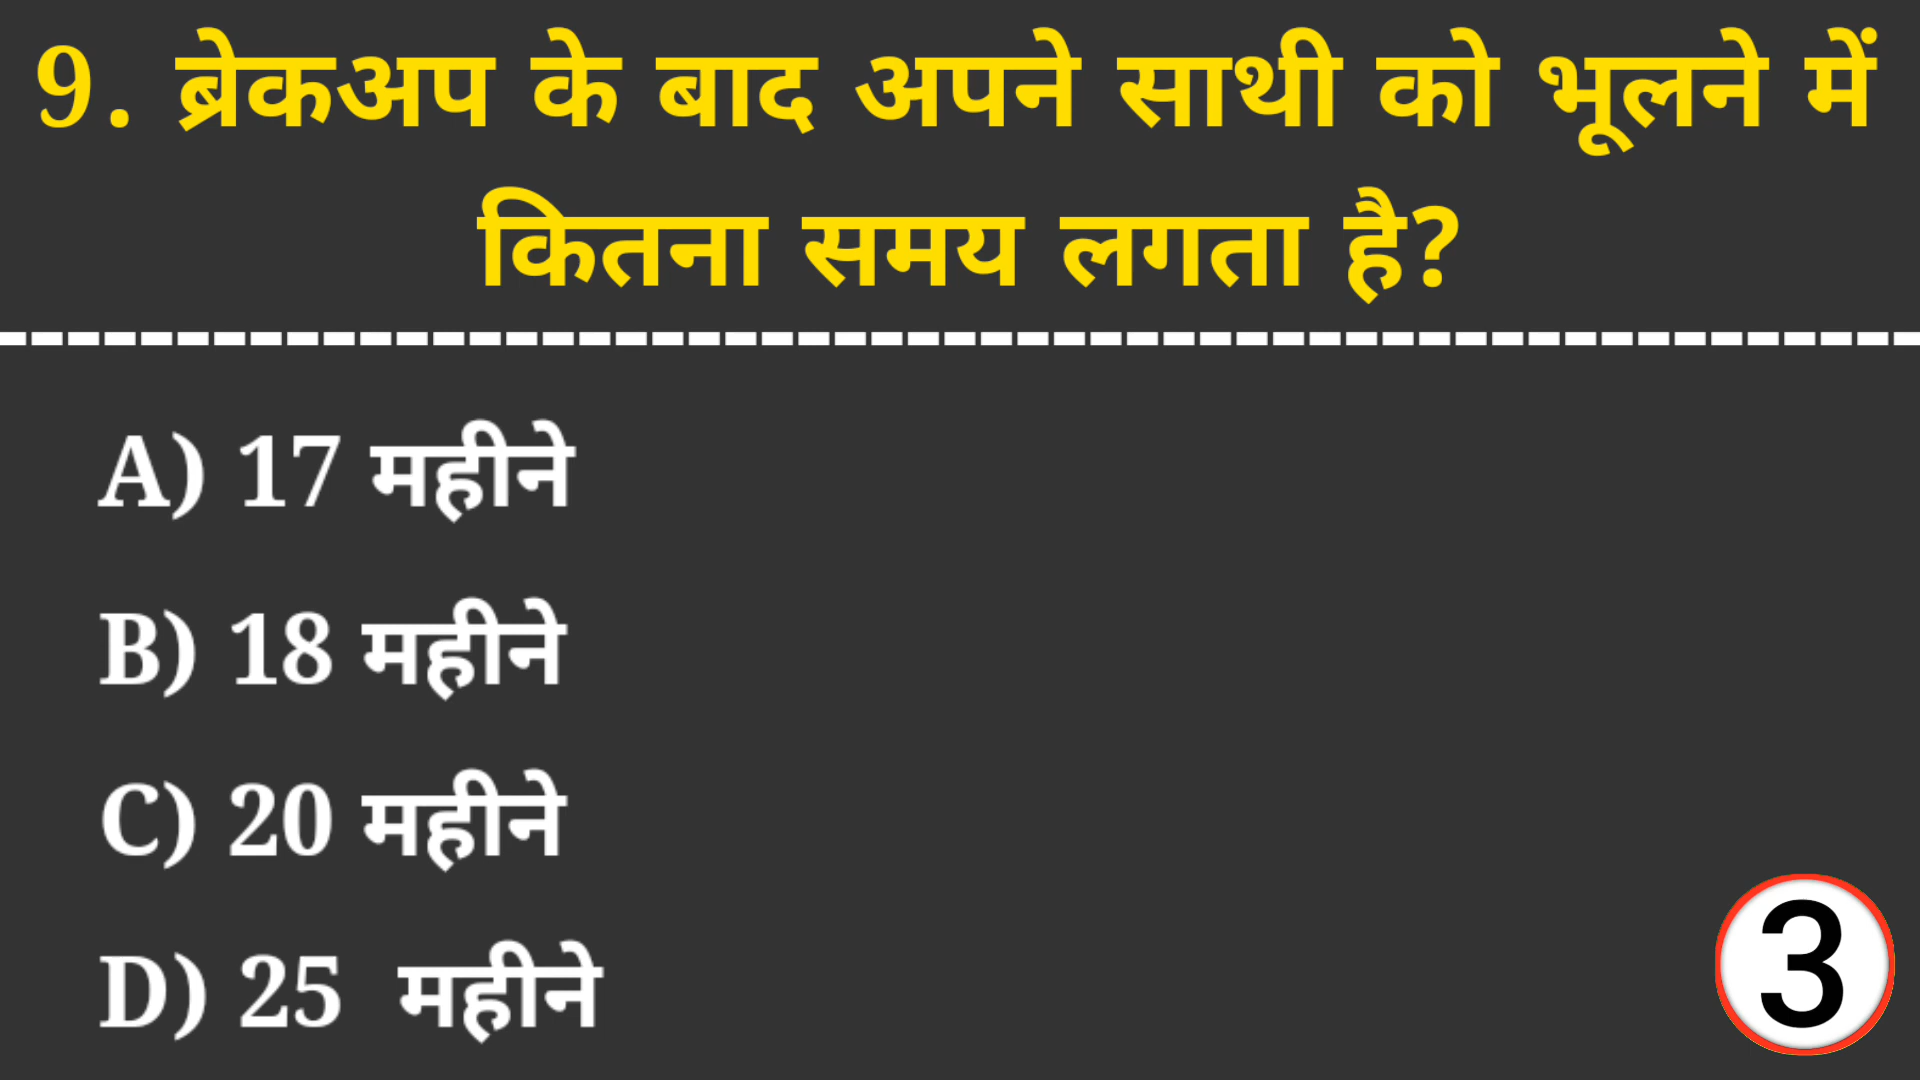 9. ब्रेकअप के बाद अपने साथी को भूलने में
कितना समय लगता है?
A) 17 महीने
B) 18 महीने
C) 20 महीने
D) 25 महीने
3